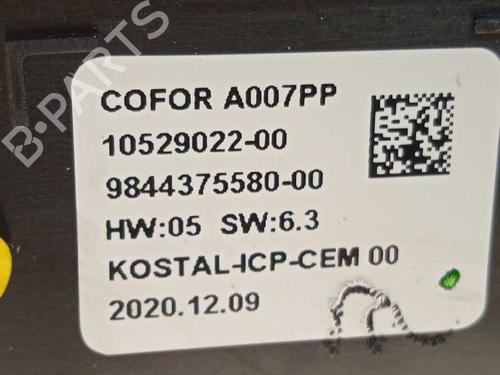 COFOR A007PP
10529022-00
9844375580-00
HW:05 SW:6.3
KOSTAL-ICP-CEM 00
2020.12.09
B-PARTS